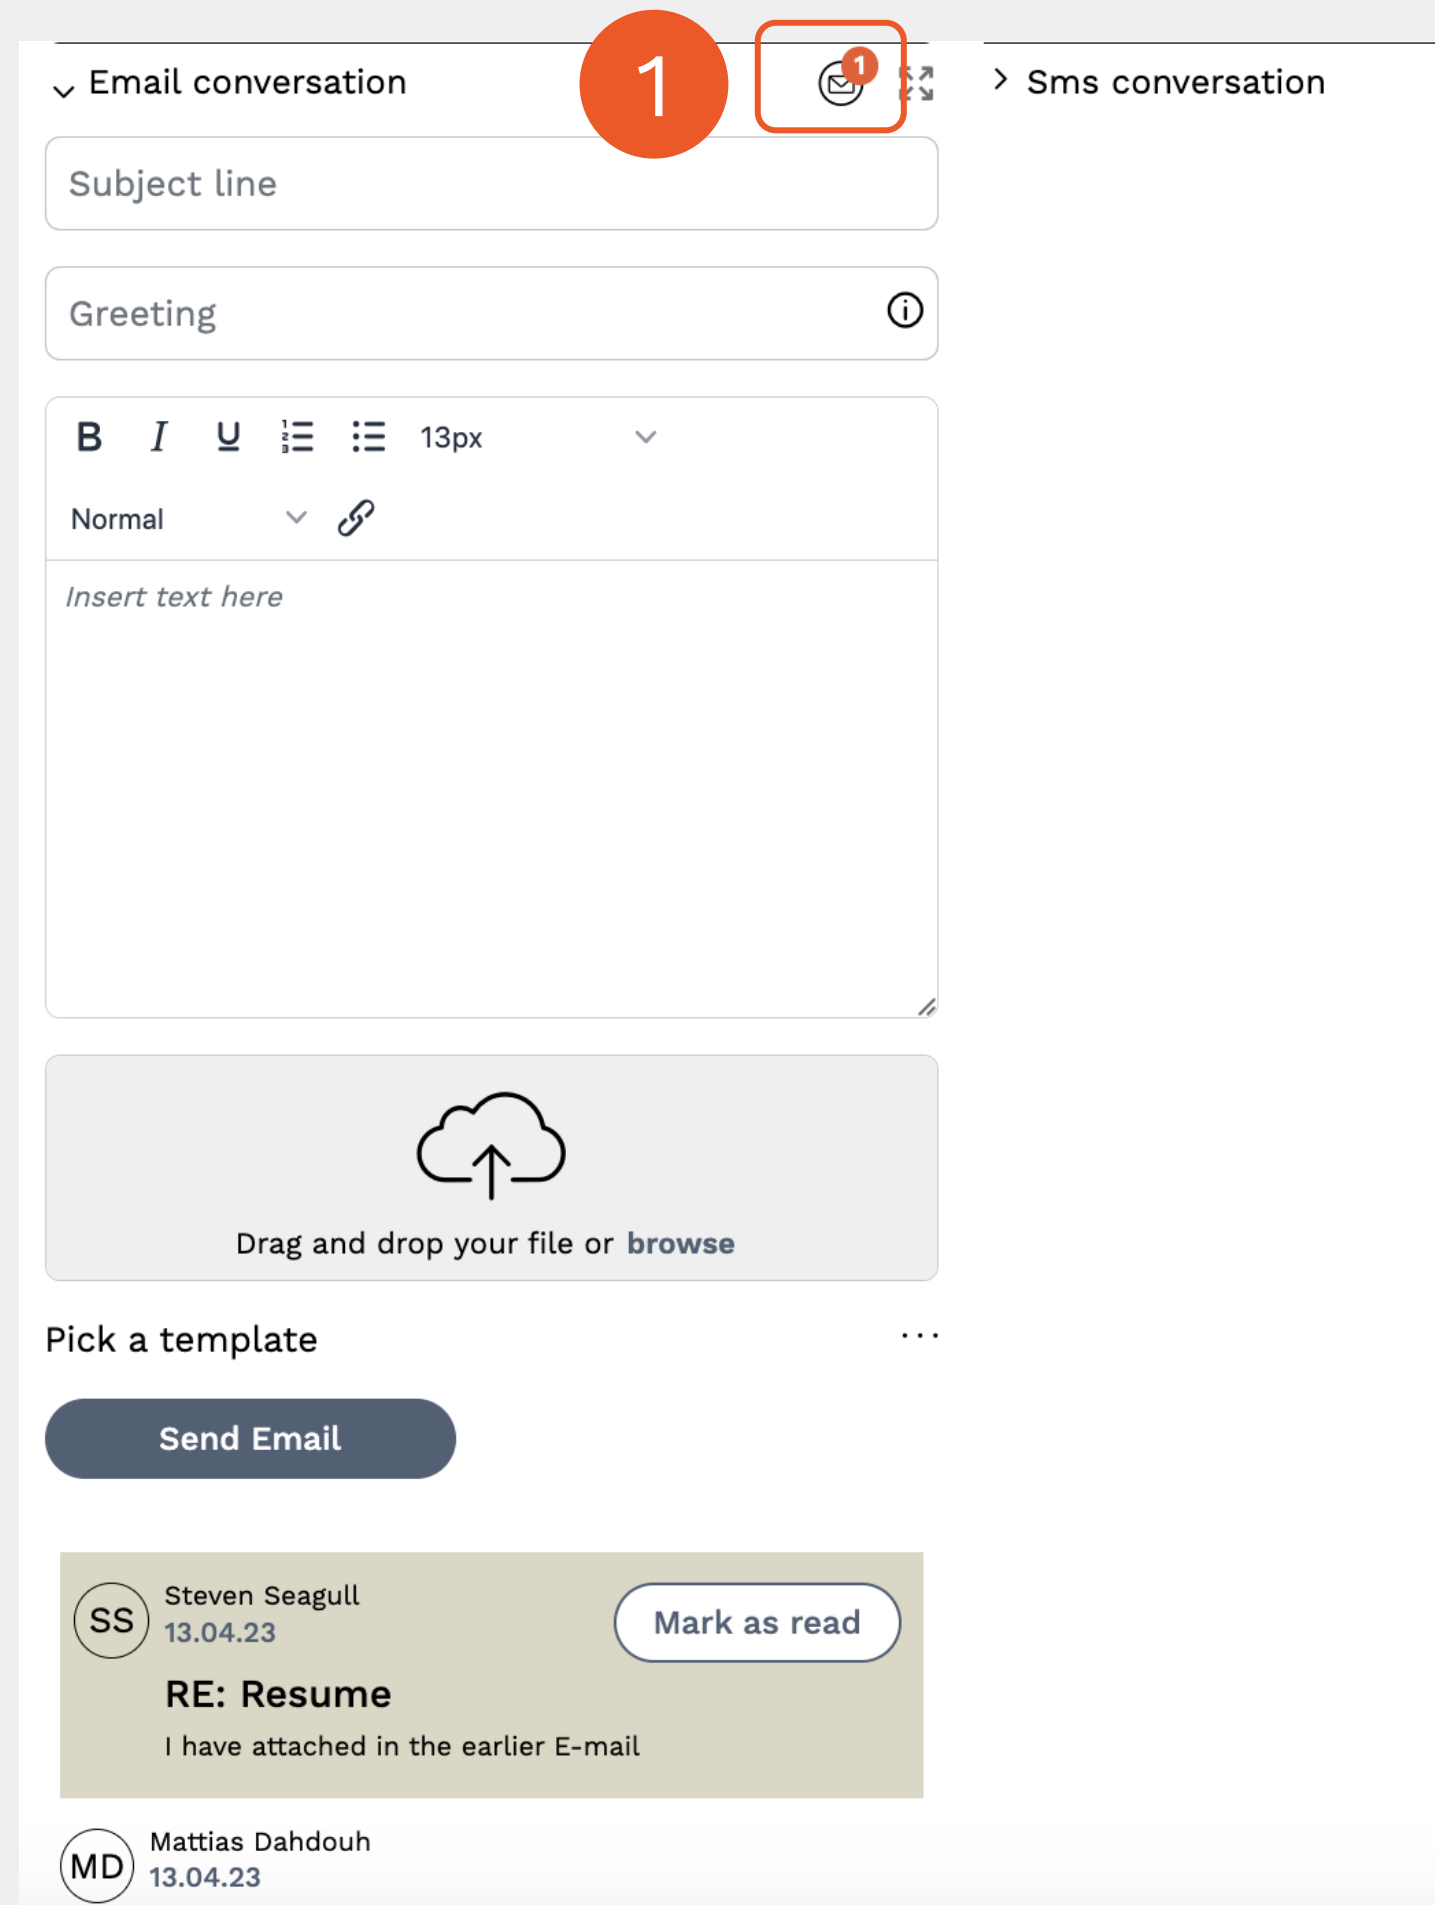 Email conversation
1
1
Sms conversation
Subject line
Greeting
B I U 13px
Normal
Insert text here
Drag and drop your file or browse
Pick a template
...
Send Email
SS
Steven Seagull
13.04.23
Mark as read
RE: Resume
I have attached in the earlier E-mail
MD
Mattias Dahdouh
13.04.23